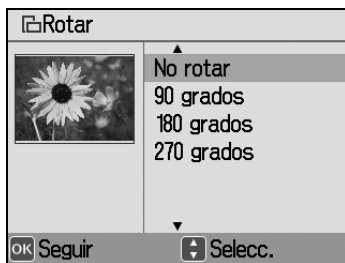 Rotar
No rotar
90 grados
180 grados
270 grados
OK Seguir Selecc.